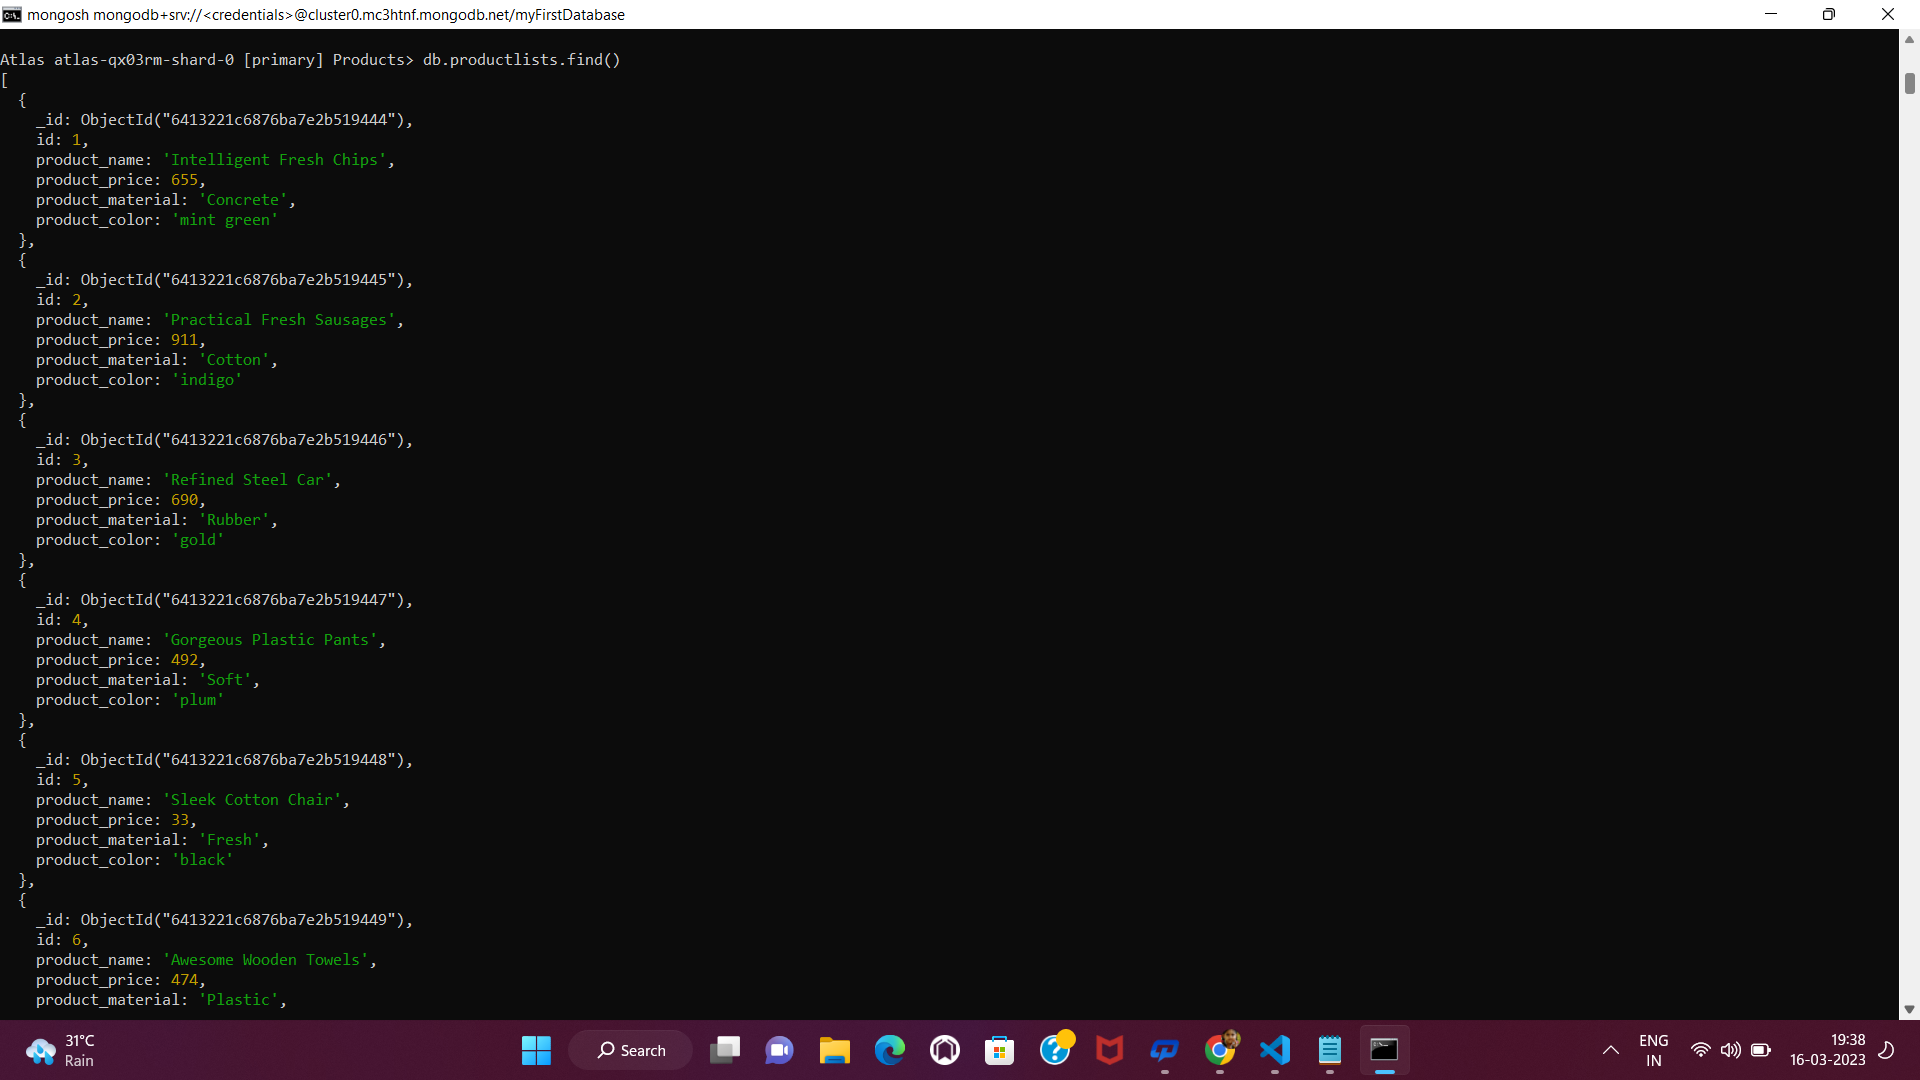 mongosh mongodb+srv://<credentials>@cluster0.mc3htnf.mongodb.net/myFirstDatabase
Atlas atlas-qx03rm-shard-0 [primary] Products> db.productlists.find()
[
  {
    _id: ObjectId("6413221c6876ba7e2b519444"),
    id: 1,
    product_name: 'Intelligent Fresh Chips',
    product_price: 655,
    product_material: 'Concrete',
    product_color: 'mint green'
  },
  {
    _id: ObjectId("6413221c6876ba7e2b519445"),
    id: 2,
    product_name: 'Practical Fresh Sausages',
    product_price: 911,
    product_material: 'Cotton',
    product_color: 'indigo'
  },
  {
    _id: ObjectId("6413221c6876ba7e2b519446"),
    id: 3,
    product_name: 'Refined Steel Car',
    product_price: 690,
    product_material: 'Rubber',
    product_color: 'gold'
  },
  {
    _id: ObjectId("6413221c6876ba7e2b519447"),
    id: 4,
    product_name: 'Gorgeous Plastic Pants',
    product_price: 492,
    product_material: 'Soft',
    product_color: 'plum'
  },
  {
    _id: ObjectId("6413221c6876ba7e2b519448"),
    id: 5,
    product_name: 'Sleek Cotton Chair',
    product_price: 33,
    product_material: 'Fresh',
    product_color: 'black'
  },
  {
    _id: ObjectId("6413221c6876ba7e2b519449"),
    id: 6,
    product_name: 'Awesome Wooden Towels',
    product_price: 474,
    product_material: 'Plastic',
31°C
Rain
Search
ENG
IN
19:38
16-03-2023